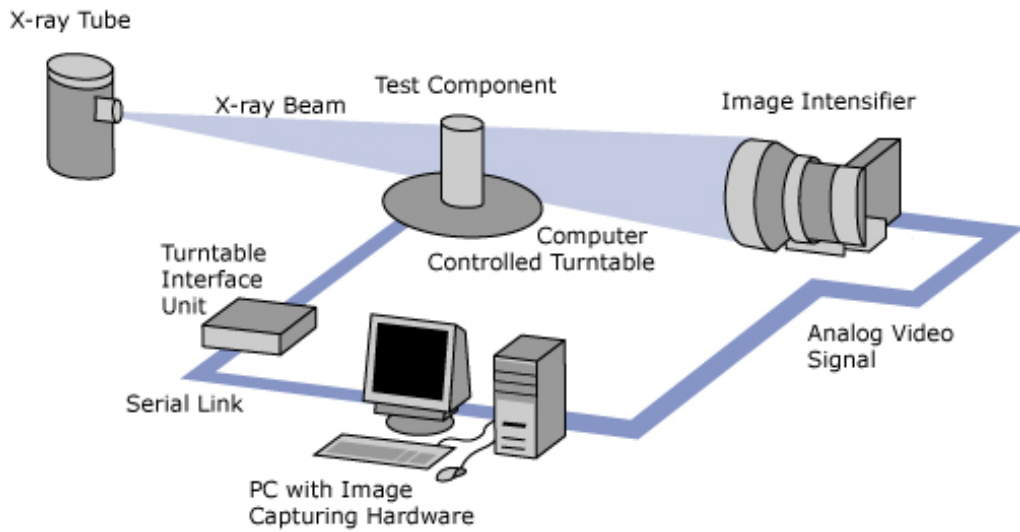 X-ray Tube
X-ray Beam
Test Component
Image Intensifier
Computer
Controlled Turntable
Turntable
Interface
Unit
Analog Video
Signal
Serial Link
PC with Image
Capturing Hardware